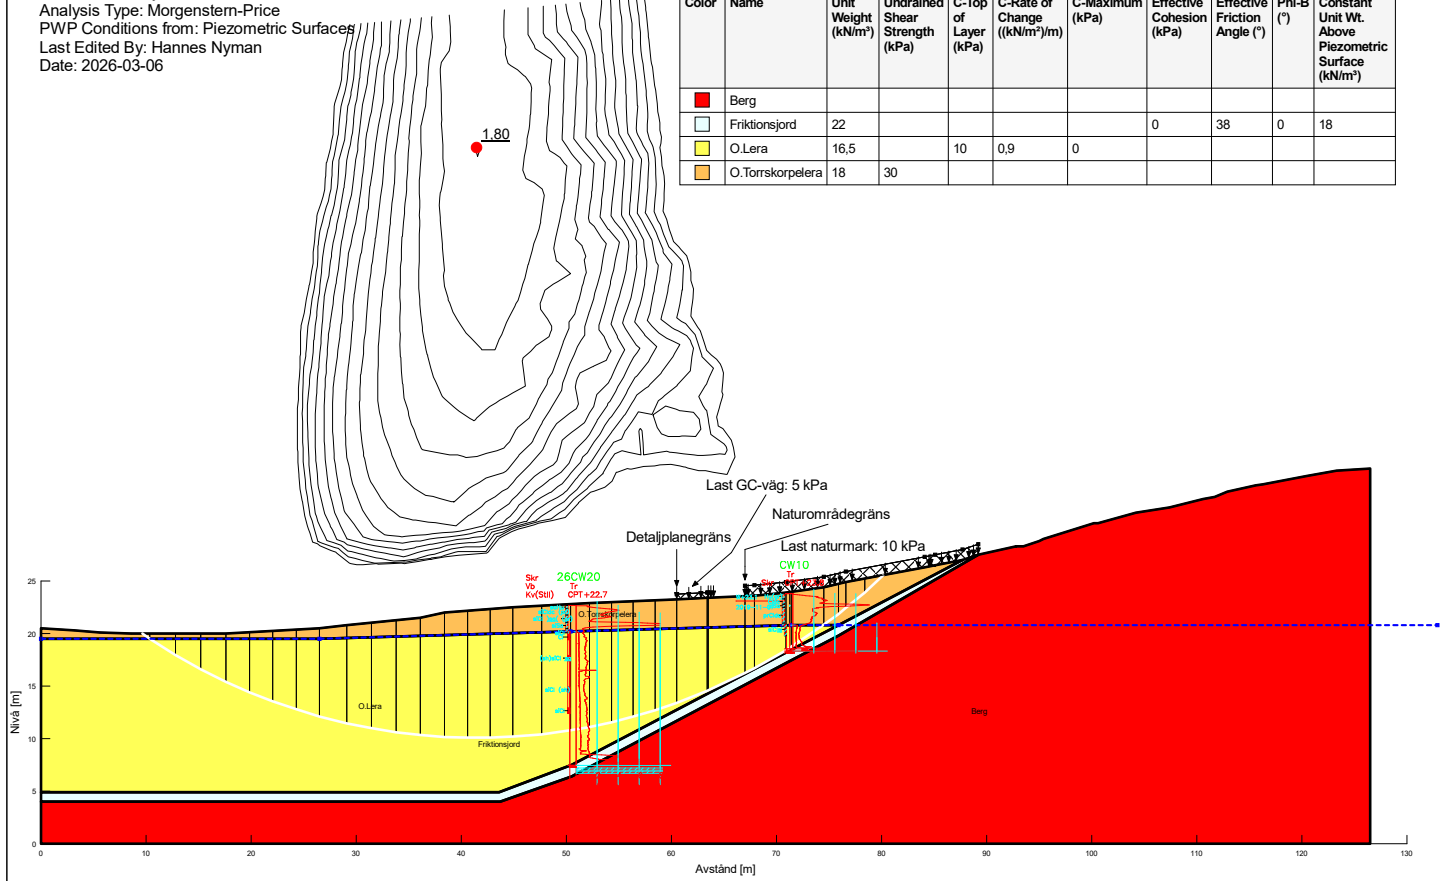 Analysis Type: Morgenstern-Price
PWP Conditions from: Piezometric Surfaces
Last Edited By: Hannes Nyman
Date: 2026-03-06
Color Name Unit Weight (kN/m³) Undrained Shear Strength (kPa) C-Top of Layer (kPa) C-Rate of Change ((kN/m²)/m) C-Maximum (kPa) Effective Cohesion (kPa) Effective Friction Angle (°) Phi-B (°) Constant Unit Wt. Above Piezometric Surface (kN/m³)
Berg
Friktionsjord 22 0 38 0 18
O.Lera 16,5 10 0,9 0
O.Torrskorpelera 18 30
1,80
Last GC-väg: 5 kPa
Naturområdegräns
Detaljplanegräns
Last naturmark: 10 kPa
26CW20
CW10
Skr
Vb
Kv(StII)
Tr
CPT+22.7
Tr
O.Torrskorpelera
O.Lera
Friktionsjord
Berg
Nivå [m]
25
20
15
10
5
0
0 10 20 30 40 50 60 70 80 90 100 110 120 130
Avstånd [m]